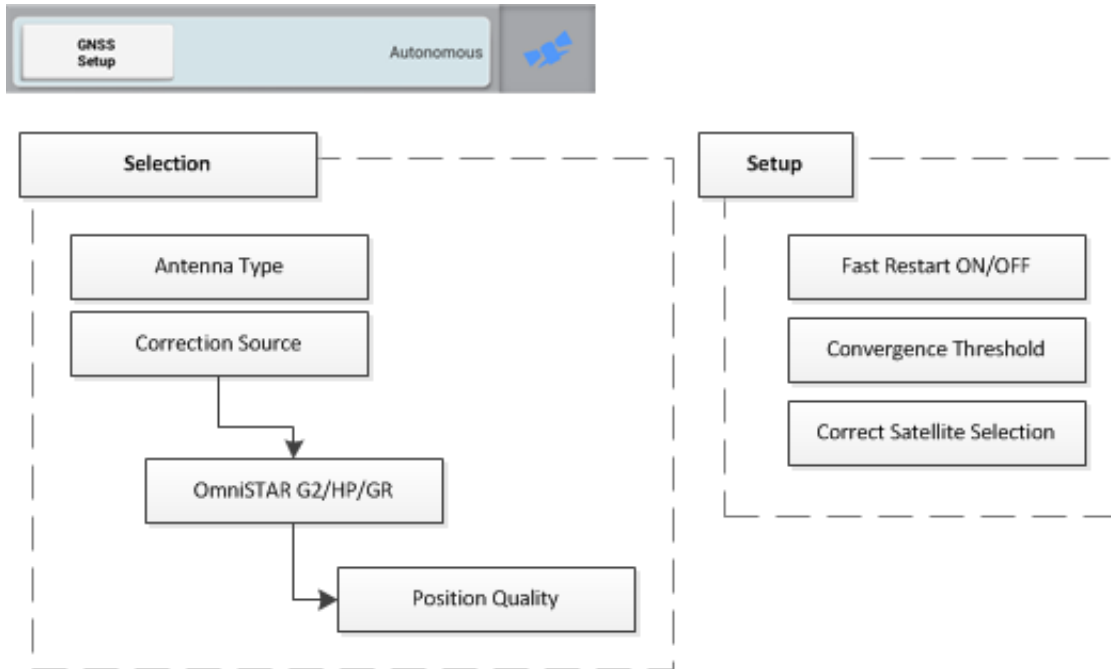 GNSS
Setup
Autonomous
Selection
Antenna Type
Correction Source
OmniSTAR G2/HP/GR
Position Quality
Setup
Fast Restart ON/OFF
Convergence Threshold
Correct Satellite Selection